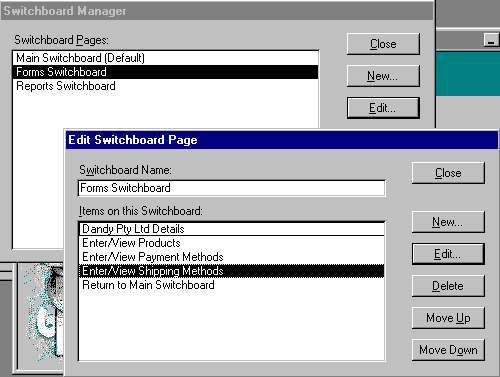 Switchboard Manager
Switchboard Pages:
Main Switchboard (Default)
Forms Switchboard
Reports Switchboard
Close
New...
Edit...
Edit Switchboard Page
Switchboard Name:
Forms Switchboard
Items on this Switchboard:
Dandy Pty Ltd Details
Enter/View Products
Enter/View Payment Methods
Enter/View Shipping Methods
Return to Main Switchboard
Close
New...
Edit...
Delete
Move Up
Move Down